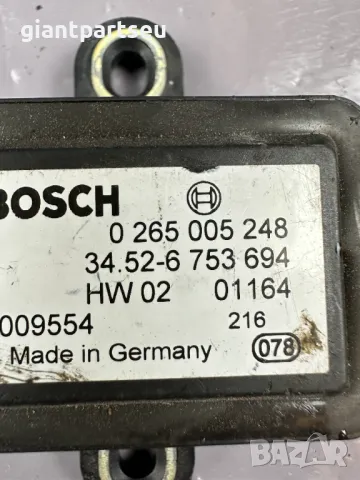 giantpartseu
BOSCH
0 265 005 248
34.52-6 753 694
HW 02 01164
009554 216
Made in Germany 078
BAZAR